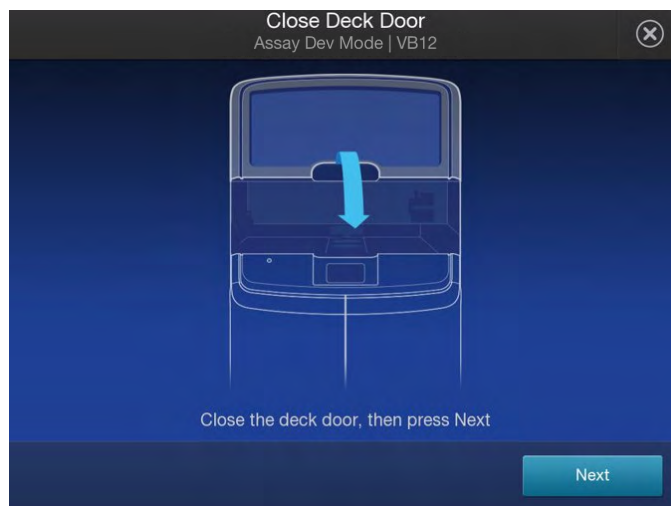 Close Deck Door
Assay Dev Mode | VB12
Close the deck door, then press Next
Next